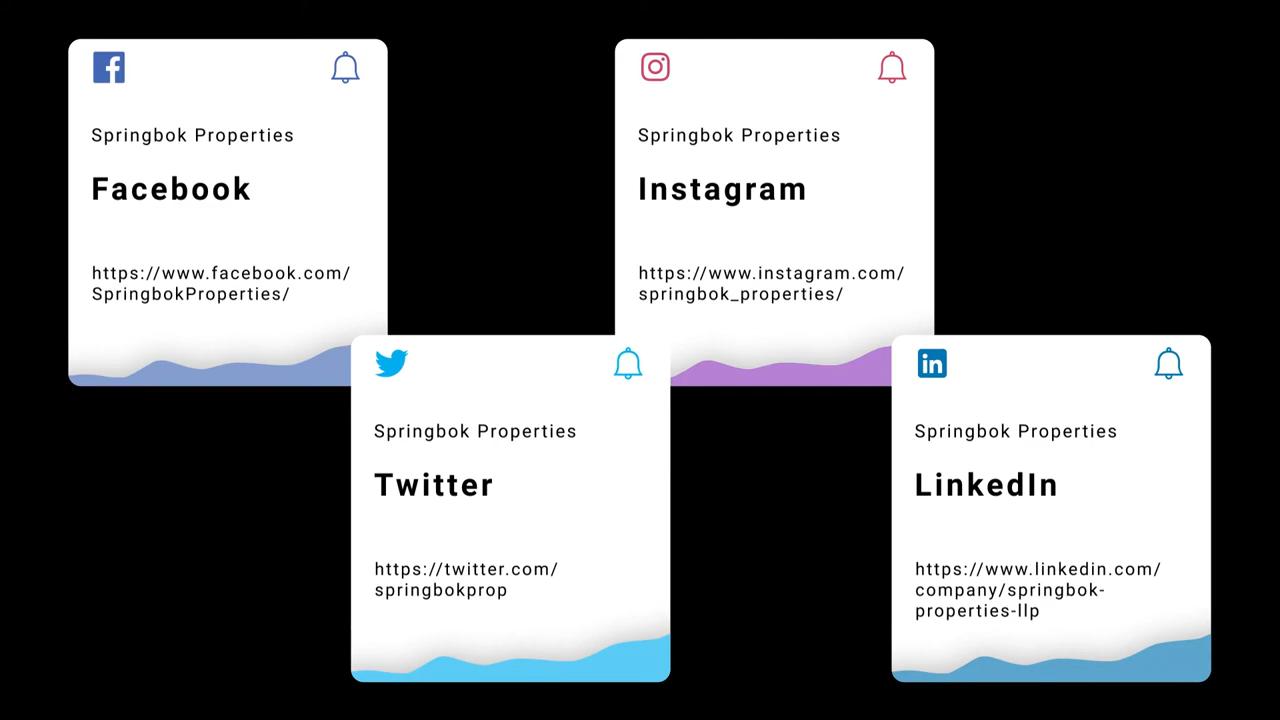 Springbok Properties
Facebook
https://www.facebook.com/
SpringbokProperties/
Springbok Properties
Instagram
https://www.instagram.com/
springbok_properties/
Springbok Properties
Twitter
https://twitter.com/
springbokprop
in
Springbok Properties
LinkedIn
https://www.linkedin.com/
company/springbok-
properties-llp